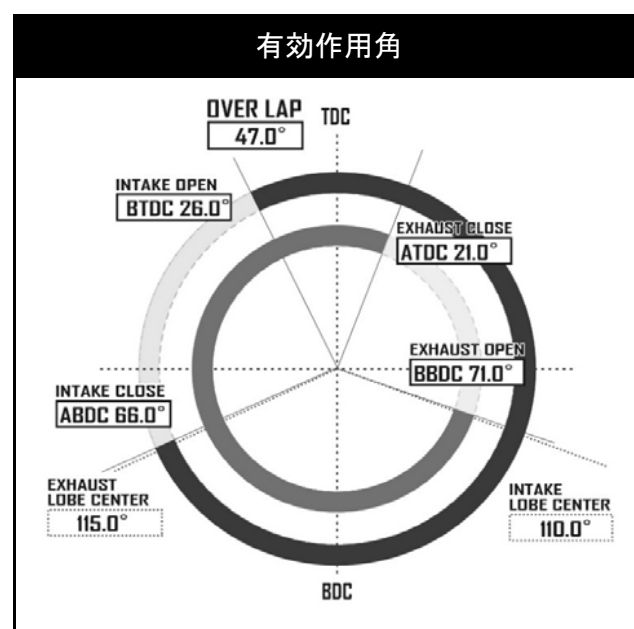 有効作用角
OVER LAP
47.0°
TDC
INTAKE OPEN
BTDC 26.0°
EXHAUST CLOSE
ATDC 21.0°
EXHAUST OPEN
BBDC 71.0°
INTAKE CLOSE
ABDC 66.0°
EXHAUST
LOBE CENTER
115.0°
INTAKE
LOBE CENTER
110.0°
BDC